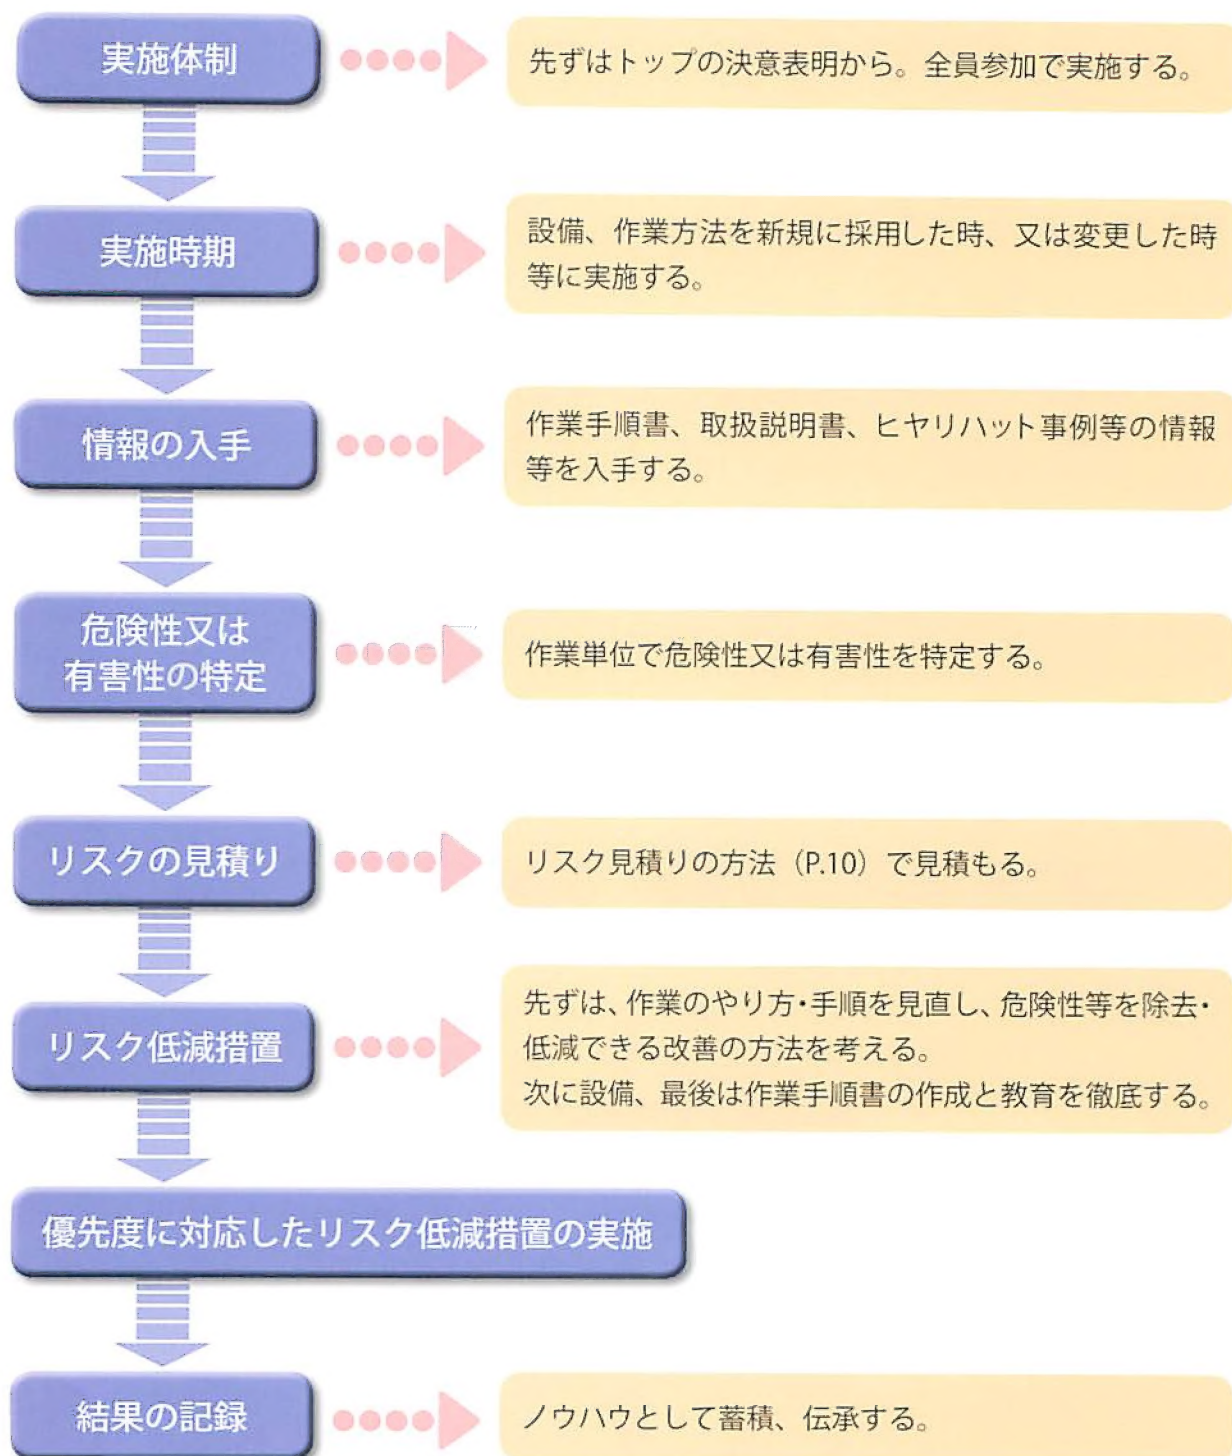 実施体制
先ずはトップの決意表明から。全員参加で実施する。
実施時期
設備、作業方法を新規に採用した時、又は変更した時
等に実施する。
情報の入手
作業手順書、取扱説明書、ヒヤリハット事例等の情報
等を入手する。
危険性又は
有害性の特定
作業単位で危険性又は有害性を特定する。
リスクの見積り
リスク見積りの方法（P.10）で見積もる。
リスク低減措置
先ずは、作業のやり方・手順を見直し、危険性等を除去・
低減できる改善の方法を考える。
次に設備、最後は作業手順書の作成と教育を徹底する。
優先度に対応したリスク低減措置の実施
結果の記録
ノウハウとして蓄積、伝承する。